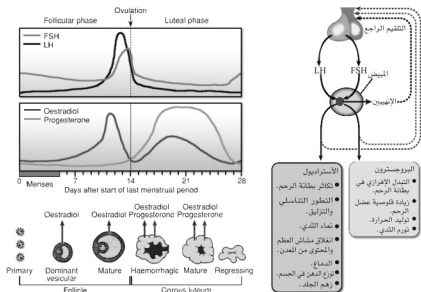 Ovulation
Follicular phase
Luteal phase
FSH
LH
Oestradiol
Progesterone
0
7
14
21
28
Menses
Days after start of last menstrual period
Oestradiol
Oestradiol
Oestradiol
Progesterone
Oestradiol
Progesterone
Primary
Dominant
vesicular
Mature
Haemorrhagic
Mature
Regressing
Follicle
Corpus luteum
التلقيم الراجع
LH
FSH
المبيض
الإنهيبين
الأستراديول
تكاثر بطانة الرحم.
التطور التناسلي
والتزليق.
نماء الثدي.
انغلاق مشاش العظم
والمحتوى من المعدن.
الدماغ.
توزع الدهن في الجسم.
زهم الجلد.
البروجسترون
التبدل الإفرازي في
بطانة الرحم.
زيادة قلوصية عضل
الرحم.
توليد الحرارة.
تورم الثدي.